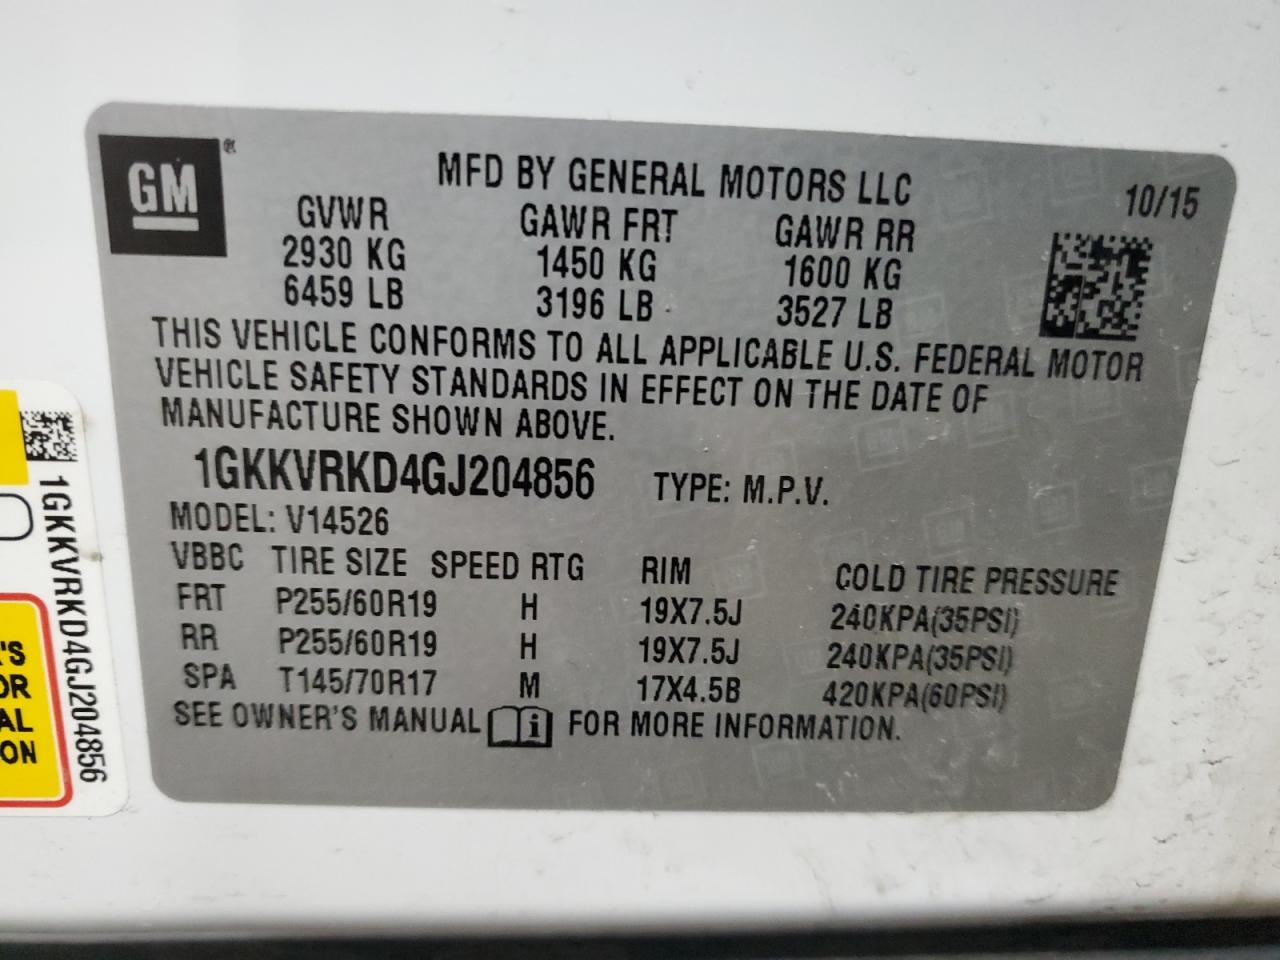 GM ®
MFD BY GENERAL MOTORS LLC
10/15
GVWR GAWR FRT GAWR RR
2930 KG 1450 KG 1600 KG
6459 LB 3196 LB 3527 LB
THIS VEHICLE CONFORMS TO ALL APPLICABLE U.S. FEDERAL MOTOR
VEHICLE SAFETY STANDARDS IN EFFECT ON THE DATE OF
MANUFACTURE SHOWN ABOVE.
1GKKVRKD4GJ204856 TYPE: M.P.V.
MODEL: V14526
VBBC TIRE SIZE SPEED RTG RIM COLD TIRE PRESSURE
FRT P255/60R19 H 19X7.5J 240KPA(35PSI)
RR P255/60R19 H 19X7.5J 240KPA(35PSI)
SPA T145/70R17 M 17X4.5B 420KPA(60PSI)
SEE OWNER'S MANUAL i FOR MORE INFORMATION.
1GKKVRKD4GJ204856
'S
OR
AL
ON